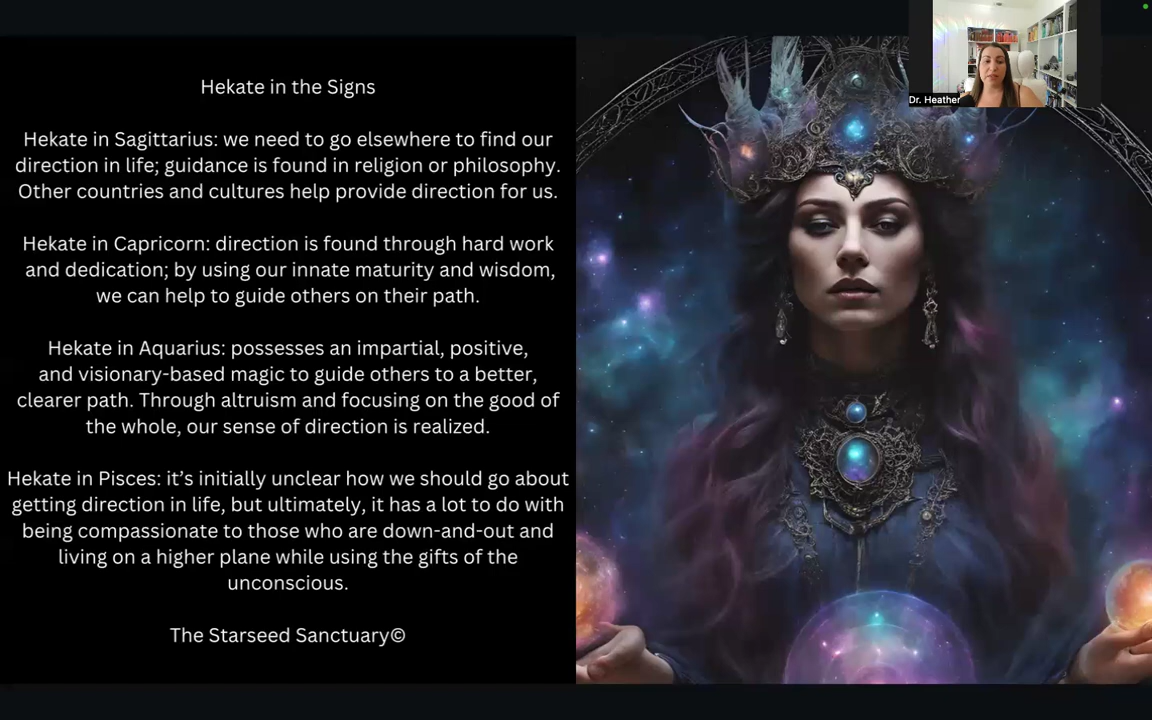 Hekate in the Signs
Hekate in Sagittarius: we need to go elsewhere to find our
direction in life; guidance is found in religion or philosophy.
Other countries and cultures help provide direction for us.
Hekate in Capricorn: direction is found through hard work
and dedication; by using our innate maturity and wisdom,
we can help to guide others on their path.
Hekate in Aquarius: possesses an impartial, positive,
and visionary-based magic to guide others to a better,
clearer path. Through altruism and focusing on the good of
the whole, our sense of direction is realized.
Hekate in Pisces: it’s initially unclear how we should go about
getting direction in life, but ultimately, it has a lot to do with
being compassionate to those who are down-and-out and
living on a higher plane while using the gifts of the
unconscious.
The Starseed Sanctuary©
Dr. Heather